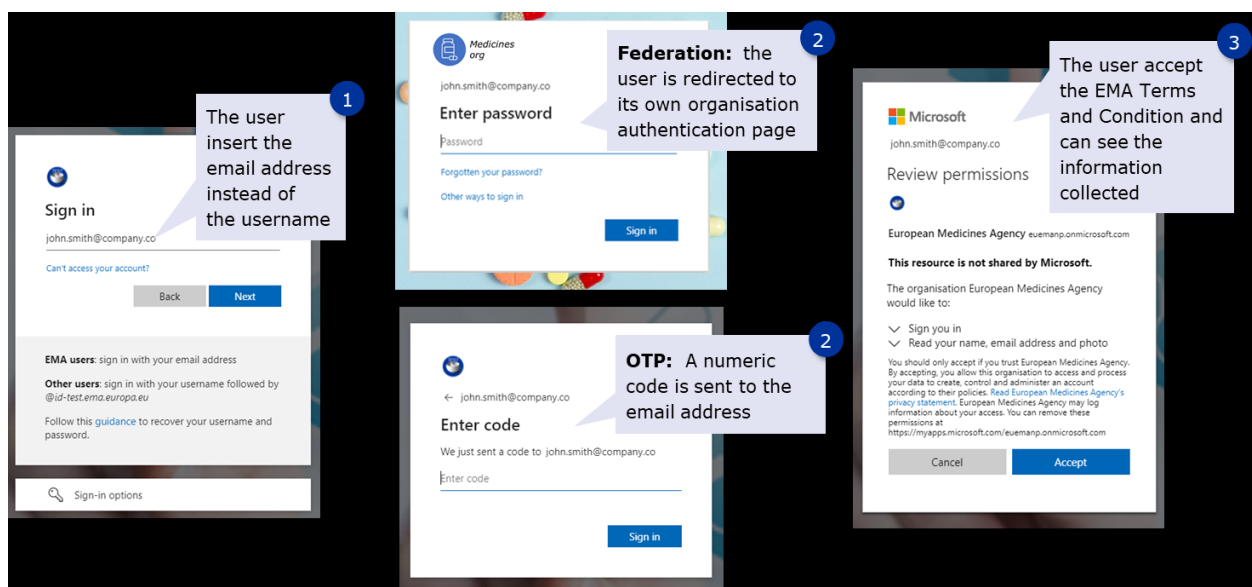 1
The user
insert the
email address
instead of
the username
Sign in
john.smith@company.co
Can't access your account?
Back
Next
EMA users: sign in with your email address
Other users: sign in with your username followed by
@id-test.ema.europa.eu
Follow this guidance to recover your username and
password.
Sign-in options
2
Federation: the
user is redirected to
its own organisation
authentication page
Medicines
org
john.smith@company.co
Enter password
Password
Forgotten your password?
Other ways to sign in
Sign in
2
OTP: A numeric
code is sent to the
email address
← john.smith@company.co
Enter code
We just sent a code to john.smith@company.co
Enter code
Sign in
3
The user accept
the EMA Terms
and Condition and
can see the
information
collected
Microsoft
john.smith@company.co
Review permissions
European Medicines Agency euemanp.onmicrosoft.com
This resource is not shared by Microsoft.
The organisation European Medicines Agency
would like to:
Sign you in
Read your name, email address and photo
You should only accept if you trust European Medicines Agency.
By accepting, you allow this organisation to access and process
your data to create, control and administer an account
according to their policies. Read European Medicines Agency's
privacy statement. European Medicines Agency may log
information about your access. You can remove these
permissions at
https://myapps.microsoft.com/euemanp.onmicrosoft.com
Cancel
Accept